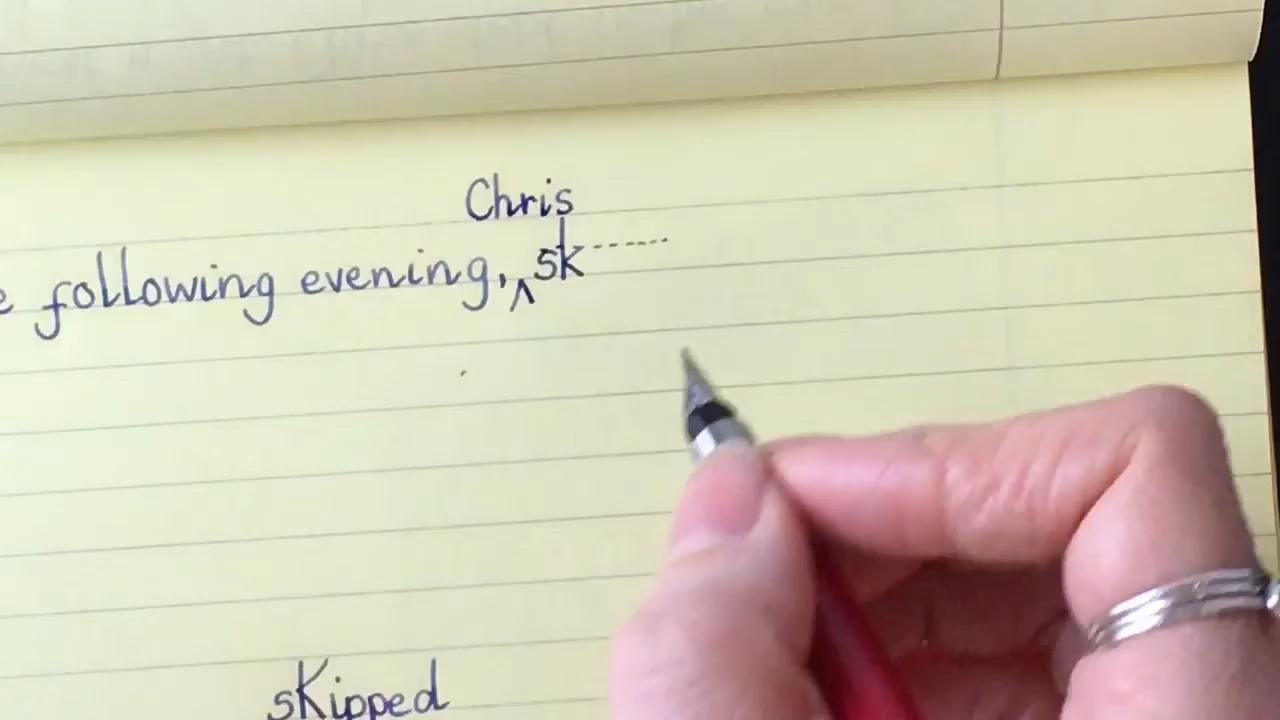 Chris
e following evening, ^ sk------
sKipped